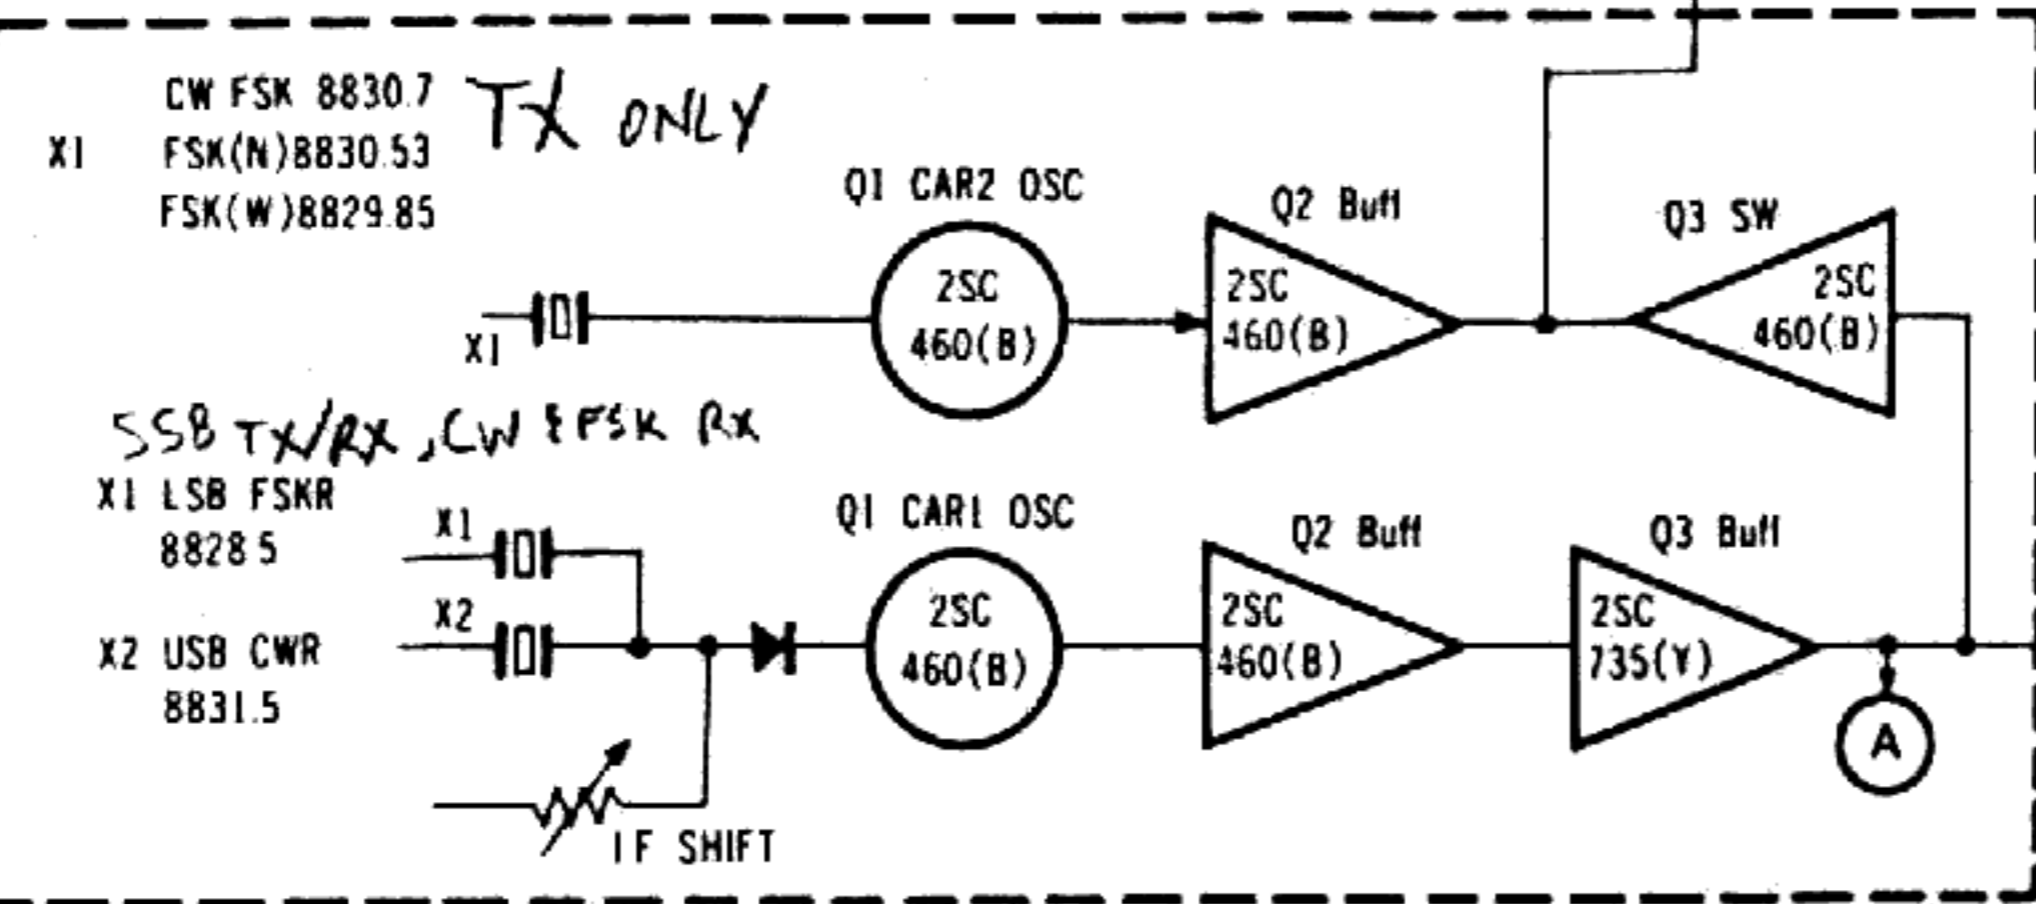 CW FSK 8830.7 TX ONLY
X1 FSK(N)8830.53
FSK(W)8829.85
Q1 CAR2 OSC
Q2 Buff
Q3 SW
2SC
460(B)
2SC
460(B)
2SC
460(B)
X1
SSB TX/RX, CW & FSK RX
X1 LSB FSKR
8828 5
X1
X2
X2 USB CWR
8831.5
Q1 CAR1 OSC
Q2 Buff
Q3 Buff
2SC
460(B)
2SC
460(B)
2SC
735(Y)
A
IF SHIFT